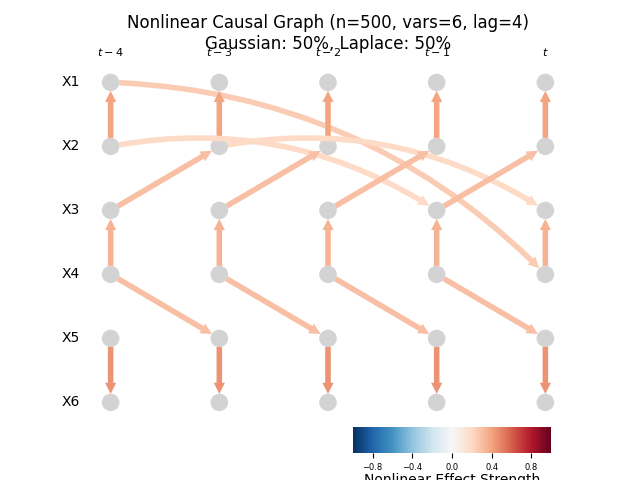 Nonlinear Causal Graph (n=500, vars=6, lag=4)
Gaussian: 50%, Laplace: 50%
t − 4 t − 3 t − 2 t − 1 t
X1
X2
X3
X4
X5
X6
−0.8 −0.4 0.0 0.4 0.8
Nonlinear Effect Strength